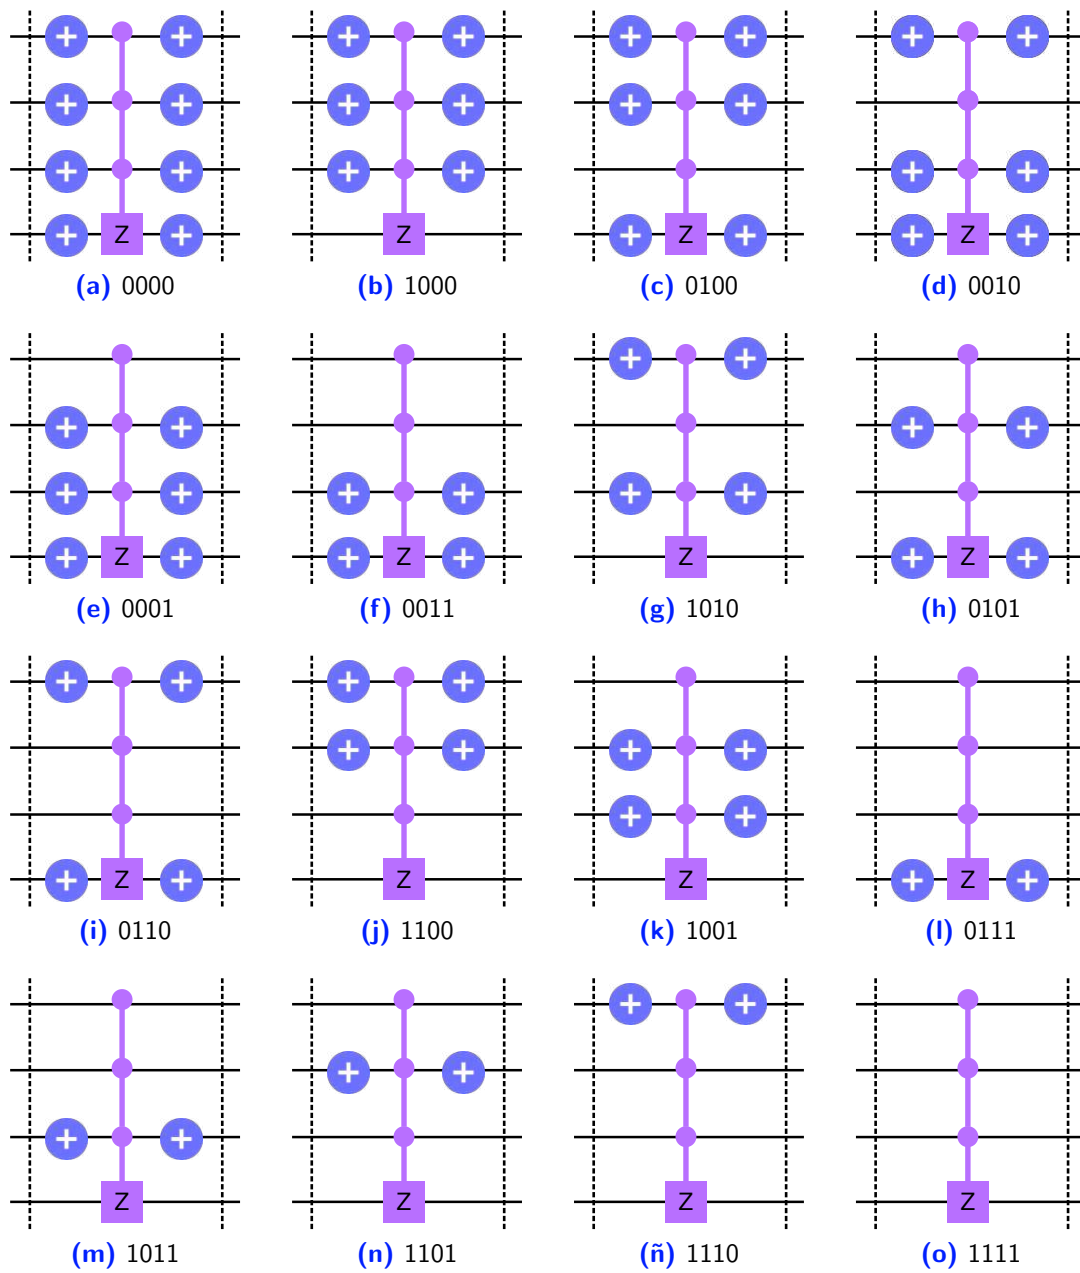 Z Z Z Z
(a) 0000 (b) 1000 (c) 0100 (d) 0010
Z Z Z Z
(e) 0001 (f) 0011 (g) 1010 (h) 0101
Z Z Z Z
(i) 0110 (j) 1100 (k) 1001 (l) 0111
Z Z Z Z
(m) 1011 (n) 1101 (ñ) 1110 (o) 1111